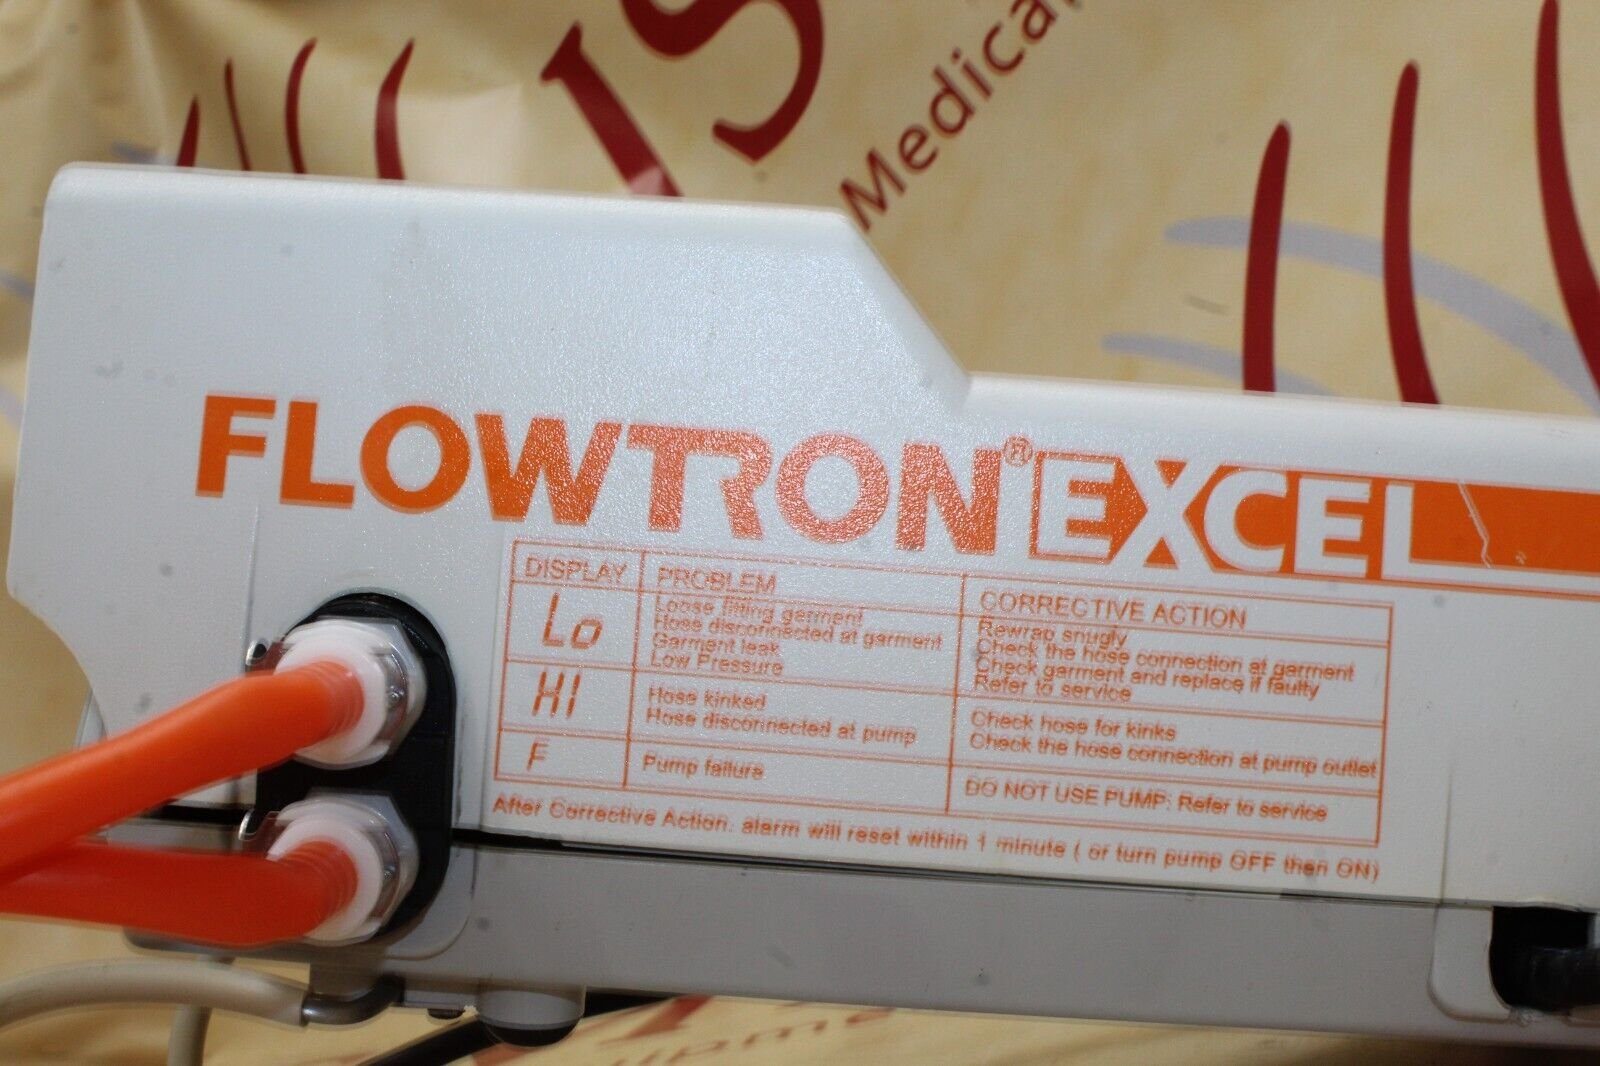 IS
Medical
FLOWTRON® EXCEL
DISPLAY PROBLEM CORRECTIVE ACTION
Lo
Loose fitting garment
Hose disconnected at garment
Garment leak
Low Pressure
Rewrap snugly
Check the hose connection at garment
Check garment and replace if faulty
Refer to service
HI
Hose kinked
Hose disconnected at pump
Check hose for kinks
Check the hose connection at pump outlet
F
Pump failure
DO NOT USE PUMP: Refer to service
After Corrective Action. alarm will reset within 1 minute ( or turn pump OFF then ON)